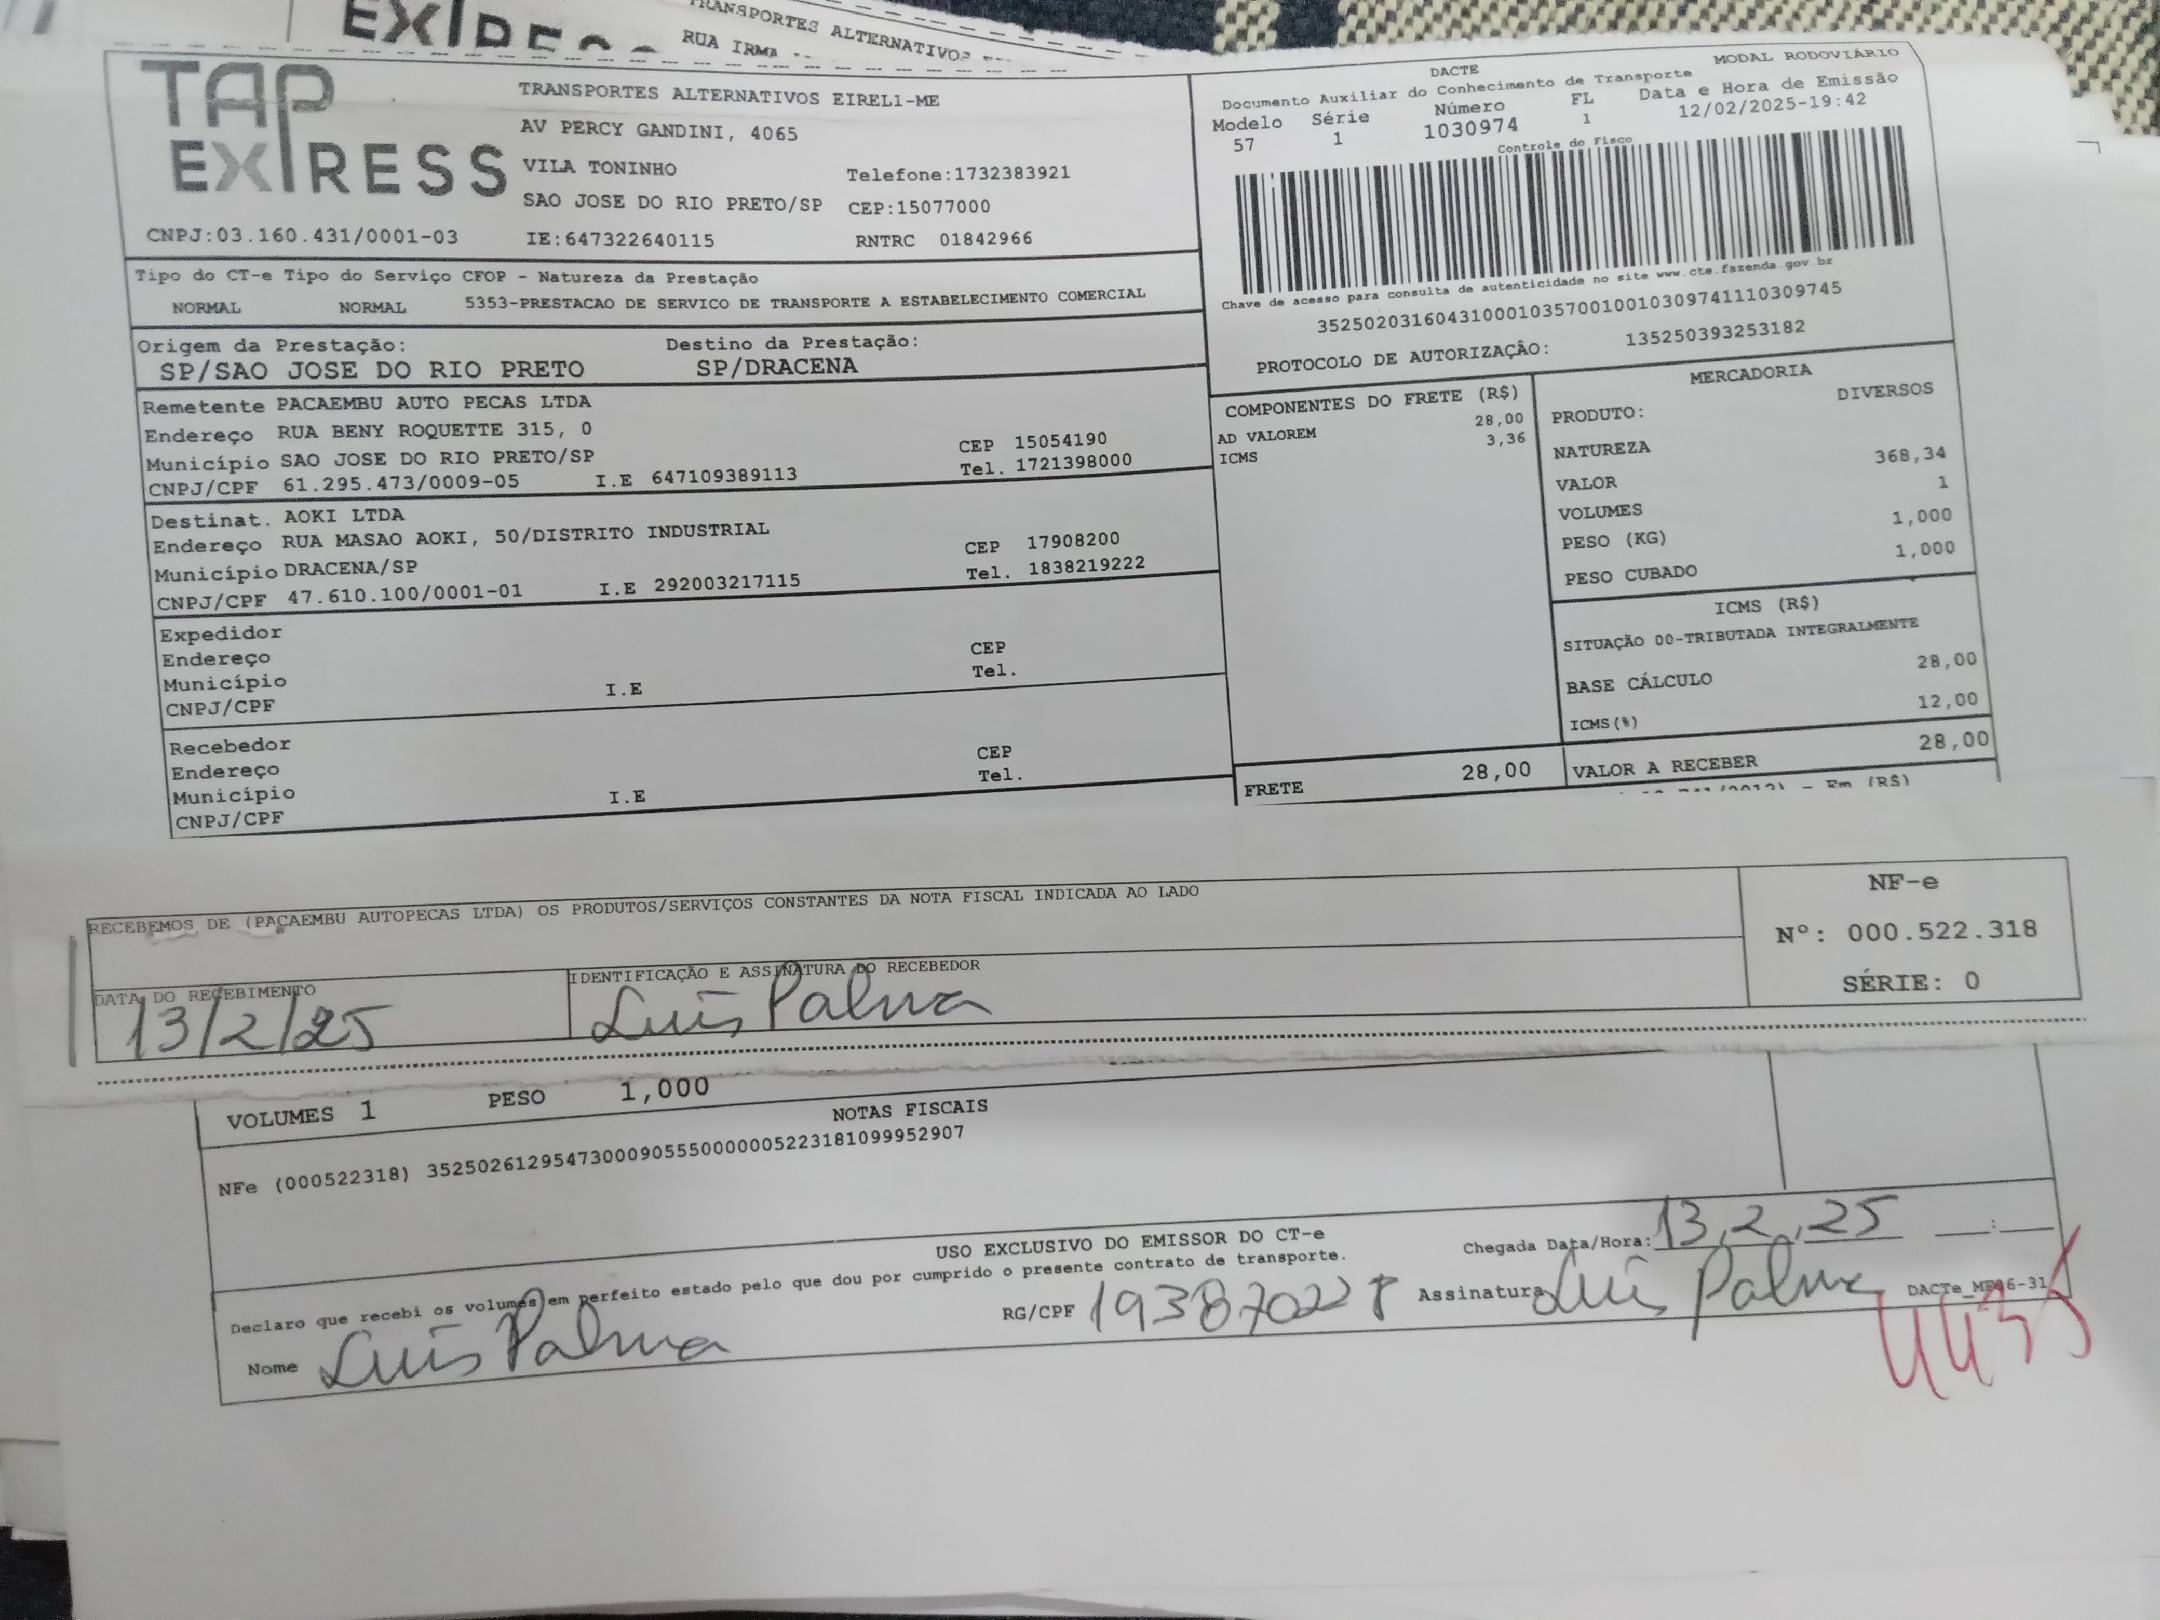 EXPRESS
TRANSPORTES ALTERNATIVOS
RUA IRMA
TAP
EXPRESS
TRANSPORTES ALTERNATIVOS EIRELI-ME
AV PERCY GANDINI, 4065
VILA TONINHO
Telefone:1732383921
SAO JOSE DO RIO PRETO/SP CEP:15077000
CNPJ:03.160.431/0001-03 IE:647322640115 RNTRC 01842966
DACTE
MODAL RODOVIÁRIO
Documento Auxiliar do Conhecimento de Transporte
Modelo Série Número FL Data e Hora de Emissão
57 1 1030974 1 12/02/2025-19:42
Controle do Fisco
Chave de acesso para consulta de autenticidade no site www.cte.fazenda.gov.br
35250203160431000103570010010309741110309745
PROTOCOLO DE AUTORIZAÇÃO: 135250393253182
Tipo do CT-e Tipo do Serviço CFOP - Natureza da Prestação
NORMAL NORMAL 5353-PRESTACAO DE SERVICO DE TRANSPORTE A ESTABELECIMENTO COMERCIAL
Origem da Prestação: Destino da Prestação:
SP/SAO JOSE DO RIO PRETO SP/DRACENA
Remetente PACAEMBU AUTO PECAS LTDA
Endereço RUA BENY ROQUETTE 315, 0
CEP 15054190
Município SAO JOSE DO RIO PRETO/SP
Tel. 1721398000
CNPJ/CPF 61.295.473/0009-05 I.E 647109389113
Destinat. AOKI LTDA
Endereço RUA MASAO AOKI, 50/DISTRITO INDUSTRIAL
CEP 17908200
Município DRACENA/SP
Tel. 1838219222
CNPJ/CPF 47.610.100/0001-01 I.E 292003217115
Expedidor
Endereço CEP
Município Tel.
CNPJ/CPF I.E
Recebedor
Endereço CEP
Município Tel.
CNPJ/CPF I.E
COMPONENTES DO FRETE (R$)
AD VALOREM 28,00
ICMS 3,36
FRETE 28,00
MERCADORIA
PRODUTO: DIVERSOS
NATUREZA
VALOR 368,34
VOLUMES 1
PESO (KG) 1,000
PESO CUBADO 1,000
ICMS (R$)
SITUAÇÃO 00-TRIBUTADA INTEGRALMENTE
BASE CÁLCULO 28,00
ICMS(%) 12,00
VALOR A RECEBER 28,00
RECEBEMOS DE (PACAEMBU AUTOPECAS LTDA) OS PRODUTOS/SERVIÇOS CONSTANTES DA NOTA FISCAL INDICADA AO LADO
DATA DO RECEBIMENTO IDENTIFICAÇÃO E ASSINATURA DO RECEBEDOR
13/2/25 Luis Palma
NF-e
Nº: 000.522.318
SÉRIE: 0
VOLUMES 1 PESO 1,000
NOTAS FISCAIS
NFe (000522318) 35250261295473000905550000005223181099952907
USO EXCLUSIVO DO EMISSOR DO CT-e
Declaro que recebi os volumes em perfeito estado pelo que dou por cumprido o presente contrato de transporte.
Chegada Data/Hora: 13,2,25 __:__
Nome Luis Palma RG/CPF 193870228 Assinatura Luis Palma